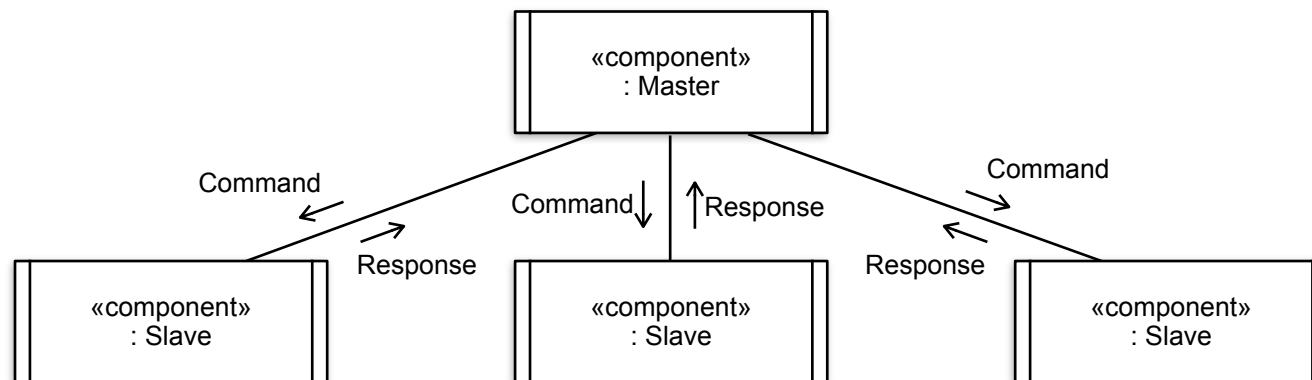 «component»
: Master
Command
Response
Command
Response
Command
Response
«component»
: Slave
«component»
: Slave
«component»
: Slave